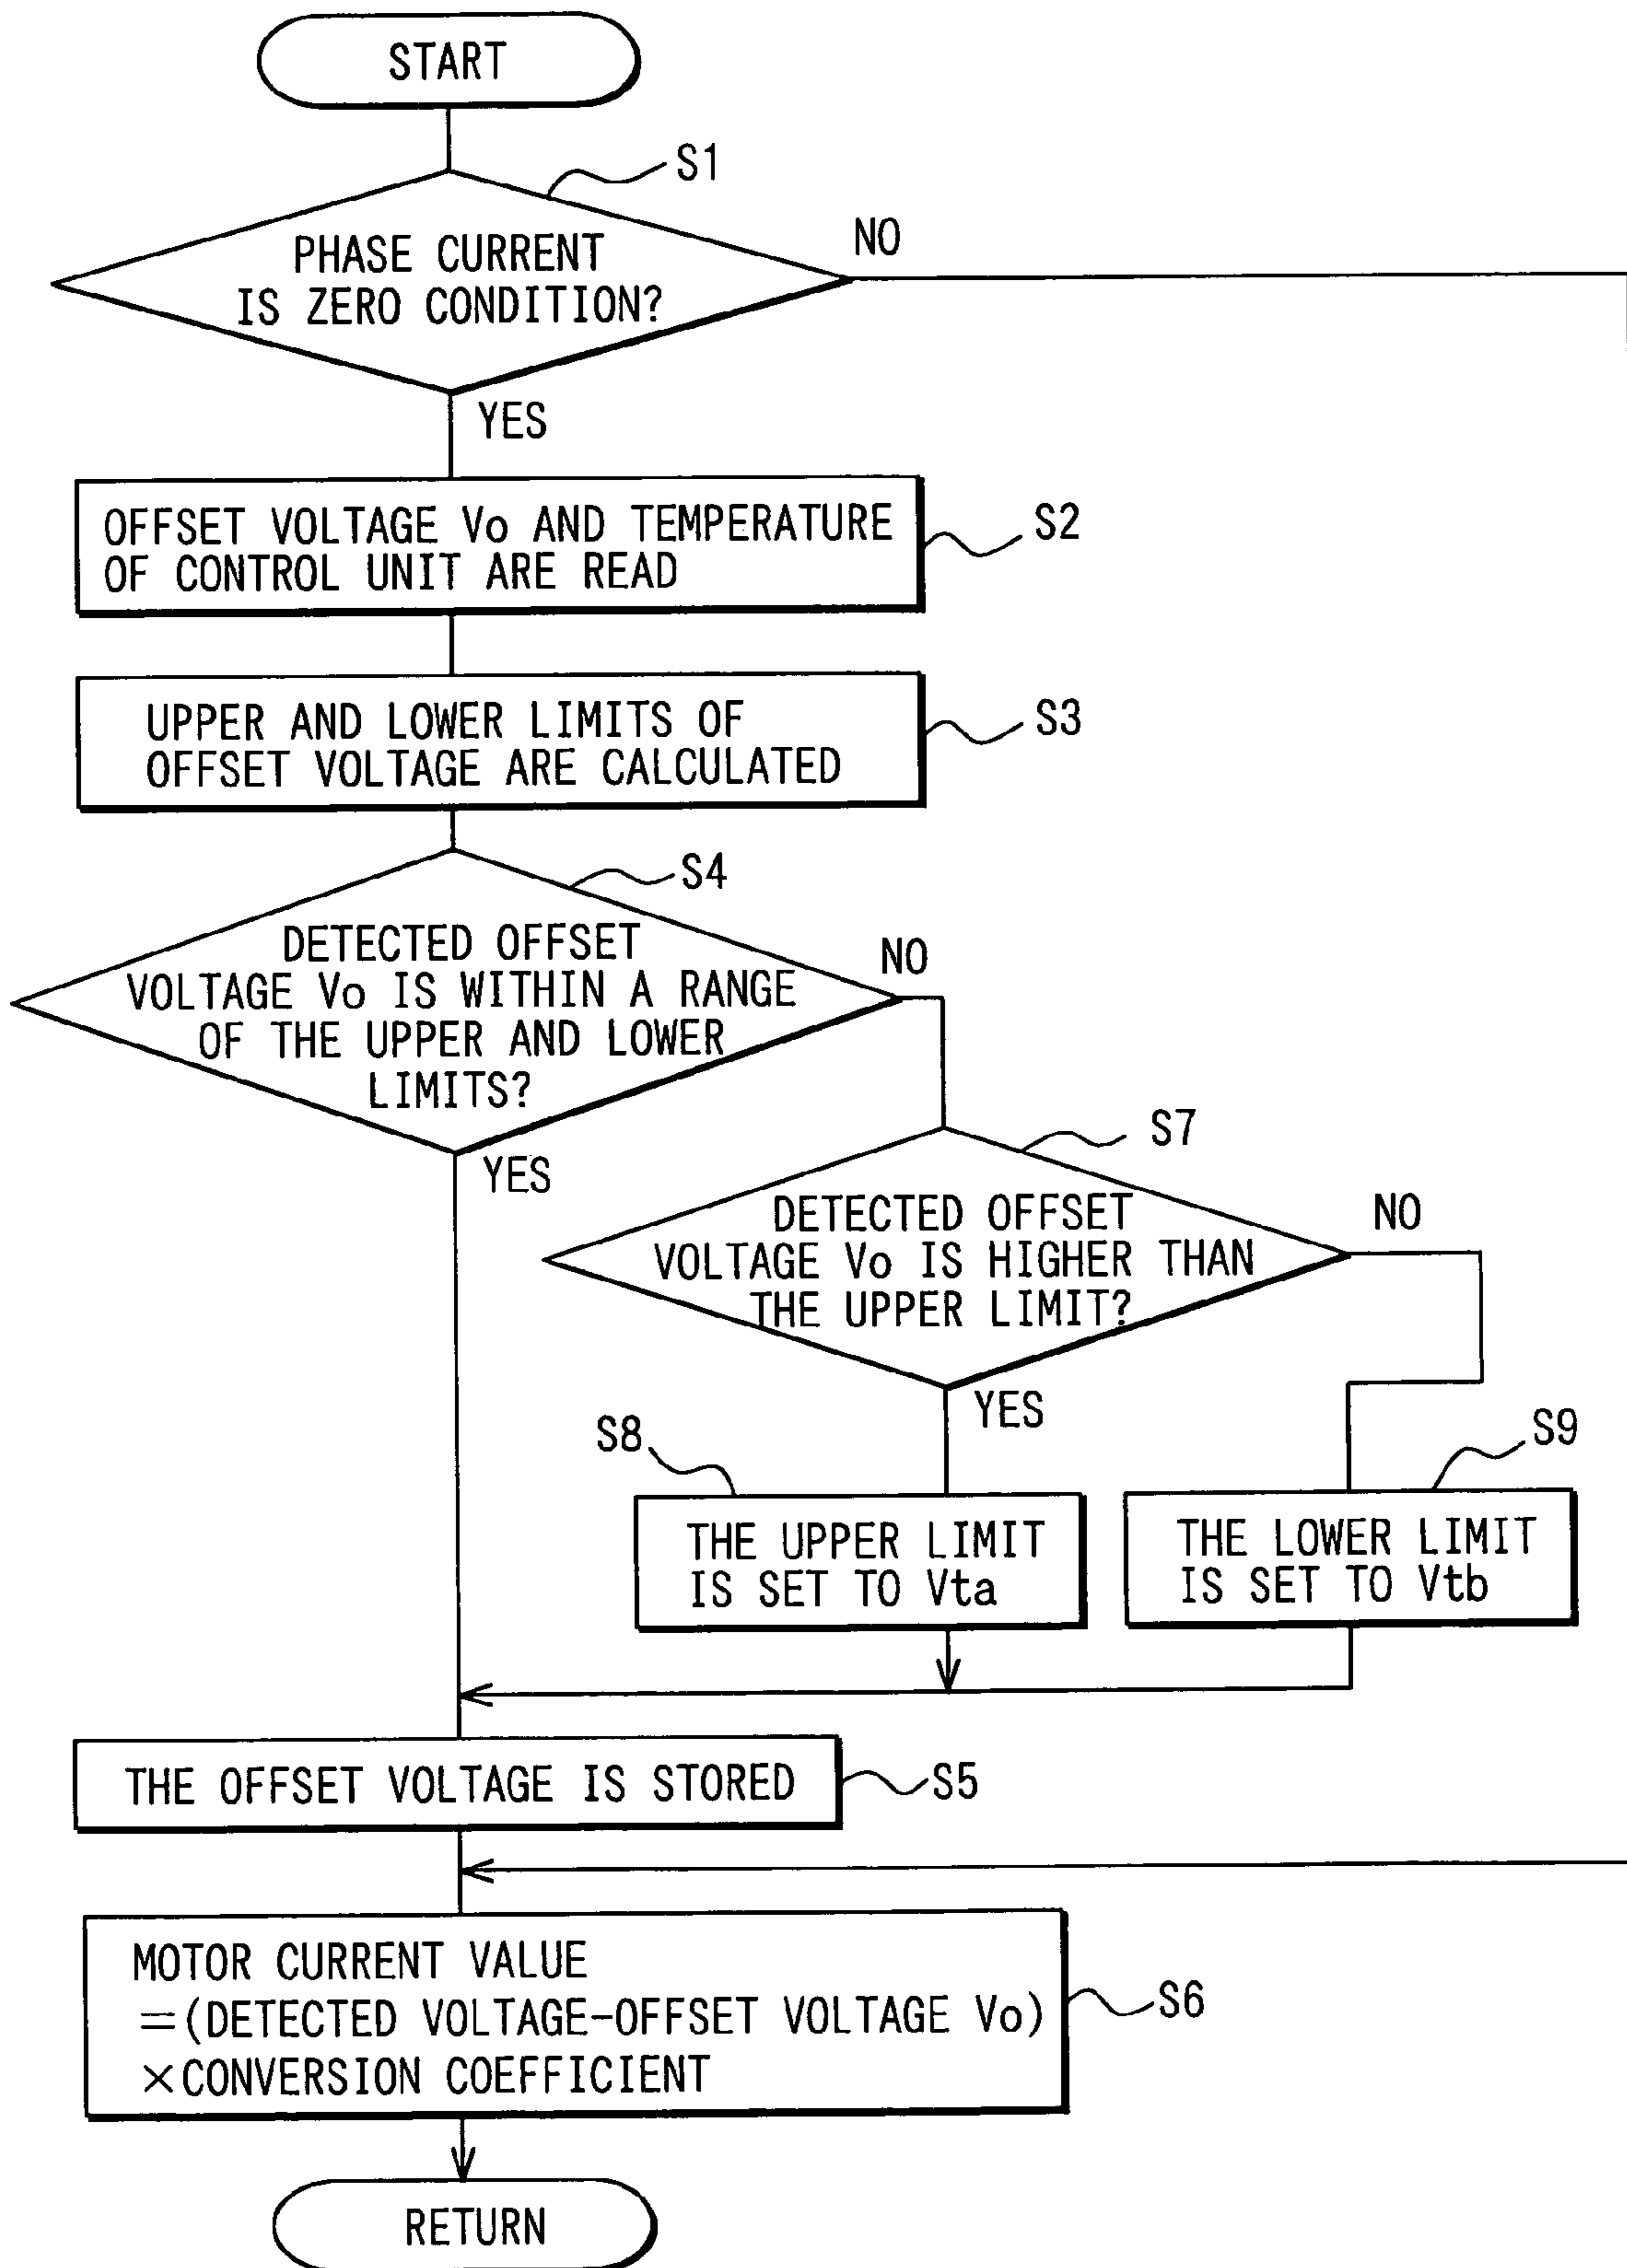 START
S1
PHASE CURRENT
IS ZERO CONDITION?
NO
YES
OFFSET VOLTAGE Vo AND TEMPERATURE
OF CONTROL UNIT ARE READ
S2
UPPER AND LOWER LIMITS OF
OFFSET VOLTAGE ARE CALCULATED
S3
S4
DETECTED OFFSET
VOLTAGE Vo IS WITHIN A RANGE
OF THE UPPER AND LOWER
LIMITS?
NO
YES
S7
DETECTED OFFSET
VOLTAGE Vo IS HIGHER THAN
THE UPPER LIMIT?
NO
YES
S8
THE UPPER LIMIT
IS SET TO Vta
S9
THE LOWER LIMIT
IS SET TO Vtb
THE OFFSET VOLTAGE IS STORED
S5
MOTOR CURRENT VALUE
=(DETECTED VOLTAGE-OFFSET VOLTAGE Vo)
×CONVERSION COEFFICIENT
S6
RETURN